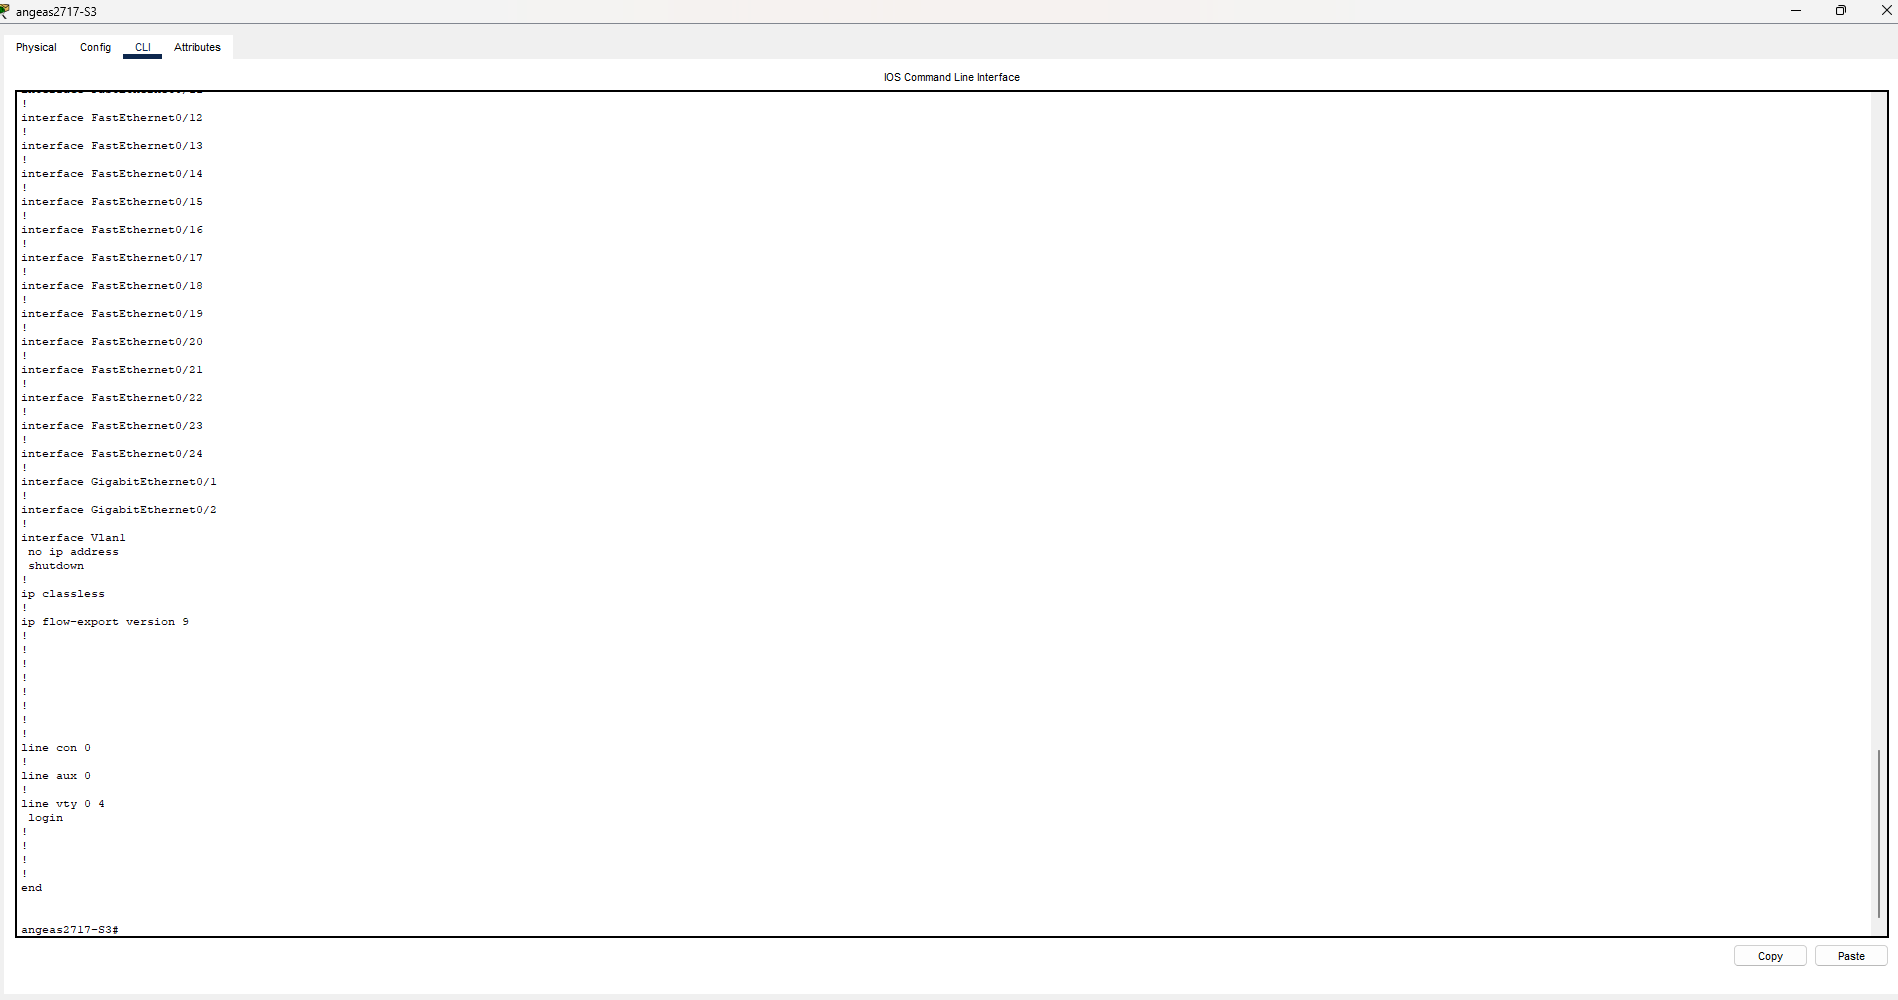 angeas2717-S3
Physical Config CLI Attributes
IOS Command Line Interface
!
interface FastEthernet0/12
!
interface FastEthernet0/13
!
interface FastEthernet0/14
!
interface FastEthernet0/15
!
interface FastEthernet0/16
!
interface FastEthernet0/17
!
interface FastEthernet0/18
!
interface FastEthernet0/19
!
interface FastEthernet0/20
!
interface FastEthernet0/21
!
interface FastEthernet0/22
!
interface FastEthernet0/23
!
interface FastEthernet0/24
!
interface GigabitEthernet0/1
!
interface GigabitEthernet0/2
!
interface Vlan1
no ip address
shutdown
!
ip classless
!
ip flow-export version 9
!
!
!
!
!
!
!
!
line con 0
!
line aux 0
!
line vty 0 4
login
!
!
!
!
end
angeas2717-S3#
Copy Paste